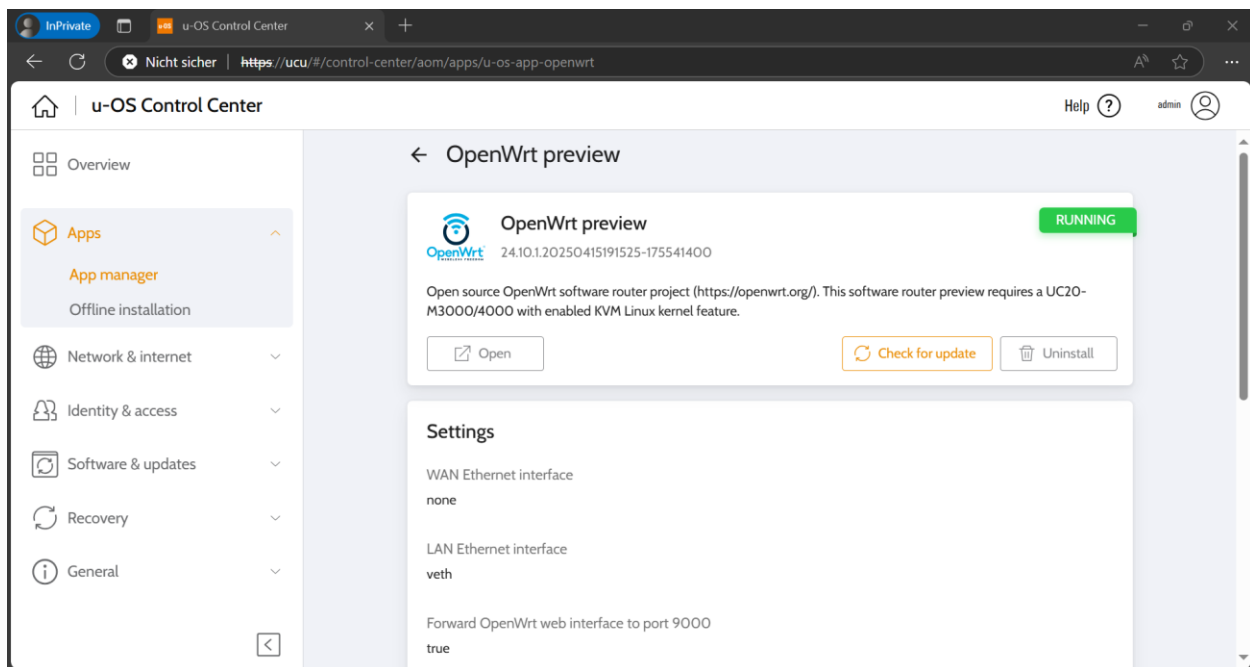 InPrivate
u-OS Control Center
Nicht sicher | https://ucu/#/control-center/aom/apps/u-os-app-openwrt
u-OS Control Center
Help ?
admin
Overview
Apps
App manager
Offline installation
Network & internet
Identity & access
Software & updates
Recovery
General
OpenWrt preview
OpenWrt
OpenWrt preview
RUNNING
24.10.1.20250415191525-175541400
Open source OpenWrt software router project (https://openwrt.org/). This software router preview requires a UC20-
M3000/4000 with enabled KVM Linux kernel feature.
Open
Check for update
Uninstall
Settings
WAN Ethernet interface
none
LAN Ethernet interface
veth
Forward OpenWrt web interface to port 9000
true